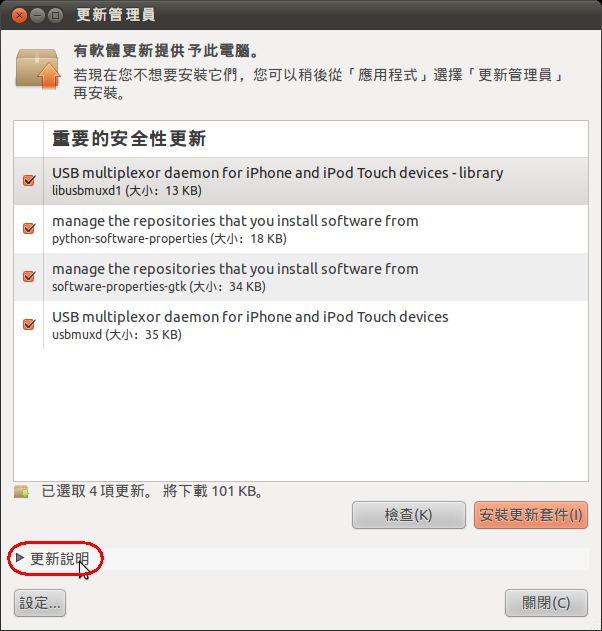 更新管理員
有軟體更新提供予此電腦。
若現在您不想要安裝它們，您可以稍後從「應用程式」選擇「更新管理員」
再安裝。
重要的安全性更新
USB multiplexor daemon for iPhone and iPod Touch devices - library
libusbmuxd1 (大小：13 KB)
manage the repositories that you install software from
python-software-properties (大小：18 KB)
manage the repositories that you install software from
software-properties-gtk (大小：34 KB)
USB multiplexor daemon for iPhone and iPod Touch devices
usbmuxd (大小：35 KB)
已選取 4 項更新。 將下載 101 KB。
檢查(K)
安裝更新套件(I)
更新說明
設定...
關閉(C)